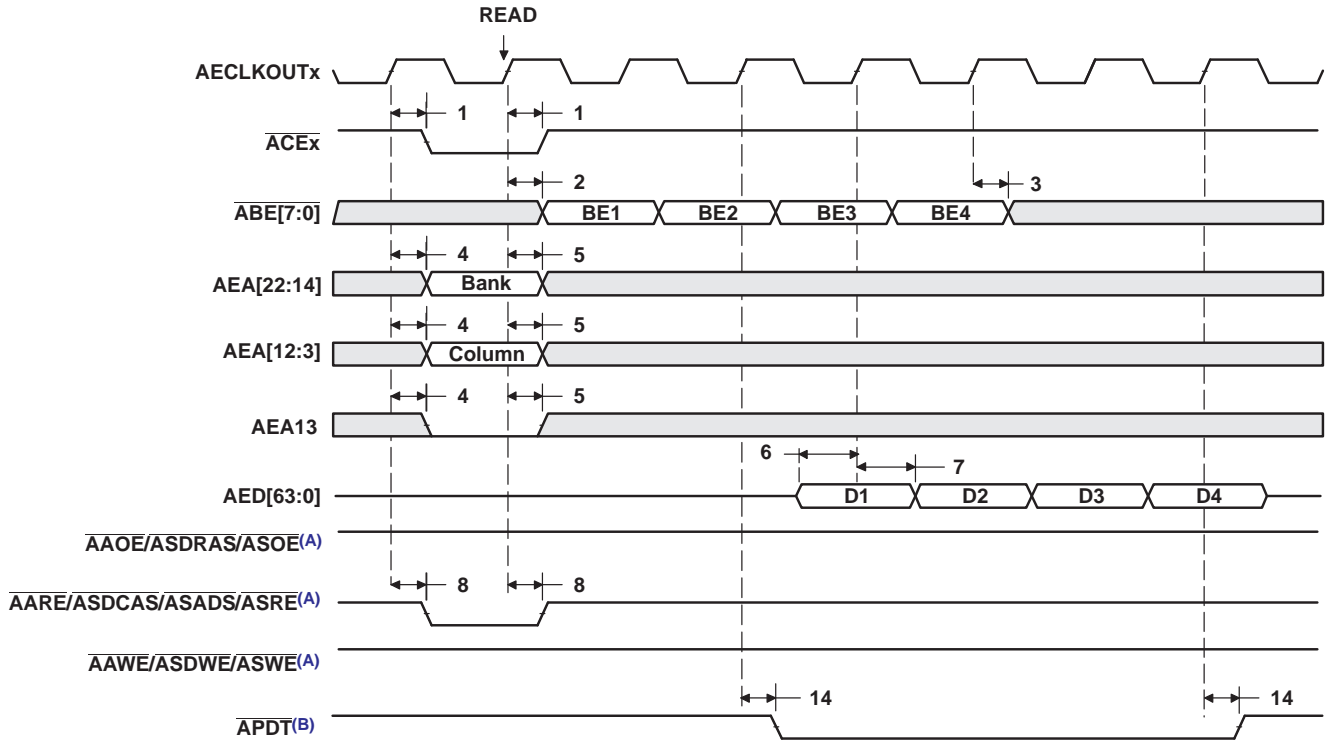 READ
AECLKOUTx
1 1
ACEx
2 3
ABE[7:0] BE1 BE2 BE3 BE4
4 5
AEA[22:14] Bank
4 5
AEA[12:3] Column
4 5
AEA13
6 7
AED[63:0] D1 D2 D3 D4
AAOE/ASDRAS/ASOE(A)
8 8
AARE/ASDCAS/ASADS/ASRE(A)
AAWE/ASDWE/ASWE(A)
14 14
APDT(B)